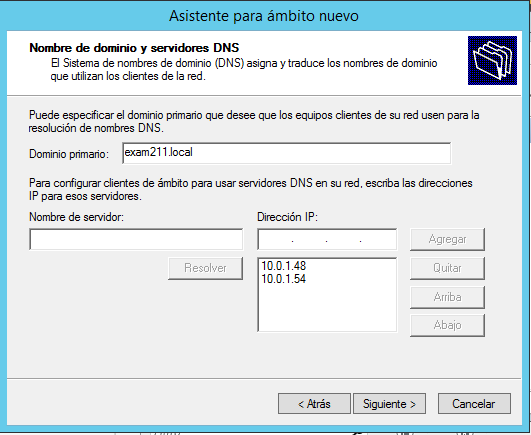 Asistente para ámbito nuevo
Nombre de dominio y servidores DNS
El Sistema de nombres de dominio (DNS) asigna y traduce los nombres de dominio
que utilizan los clientes de la red.
Puede especificar el dominio primario que desee que los equipos clientes de su red usen para la
resolución de nombres DNS.
Dominio primario: exam211.local
Para configurar clientes de ámbito para usar servidores DNS en su red, escriba las direcciones
IP para esos servidores.
Nombre de servidor: Dirección IP:
. . . Agregar
Resolver 10.0.1.48 Quitar
10.0.1.54
Arriba
Abajo
< Atrás Siguiente > Cancelar